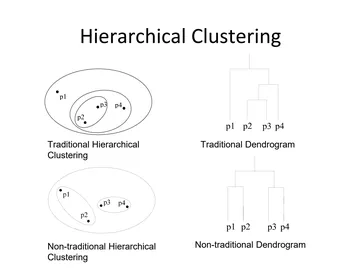 Hierarchical Clustering
p1
p3
p4
p2
p1 p2 p3 p4
Traditional Hierarchical
Clustering
Traditional Dendrogram
p1
p3
p4
p2
p1 p2 p3 p4
Non-traditional Hierarchical
Clustering
Non-traditional Dendrogram